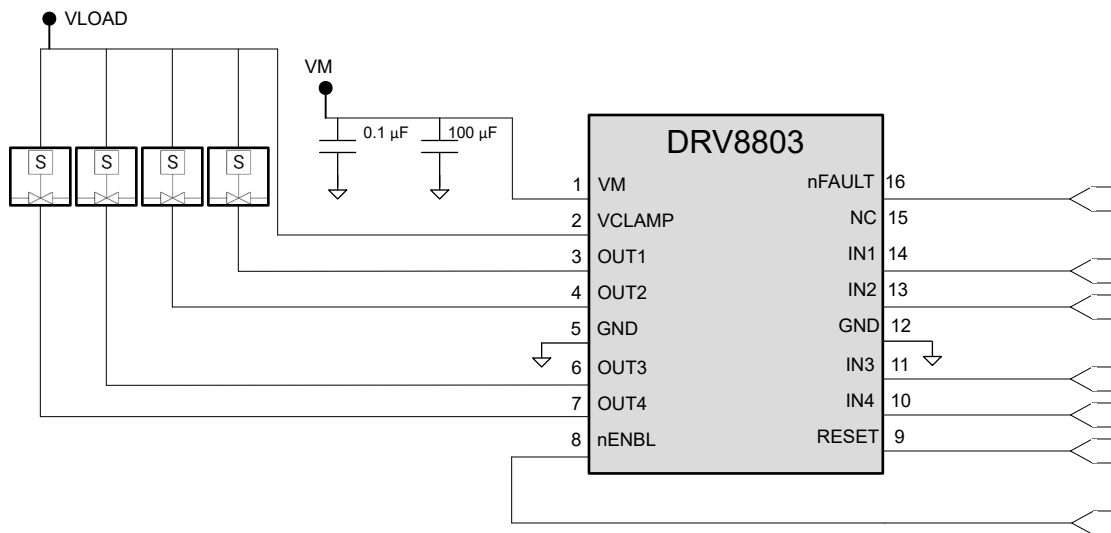 VLOAD
VM
0.1 µF
100 µF
S
S
S
S
DRV8803
1 VM
2 VCLAMP
3 OUT1
4 OUT2
5 GND
6 OUT3
7 OUT4
8 nENBL
nFAULT 16
NC 15
IN1 14
IN2 13
GND 12
IN3 11
IN4 10
RESET 9